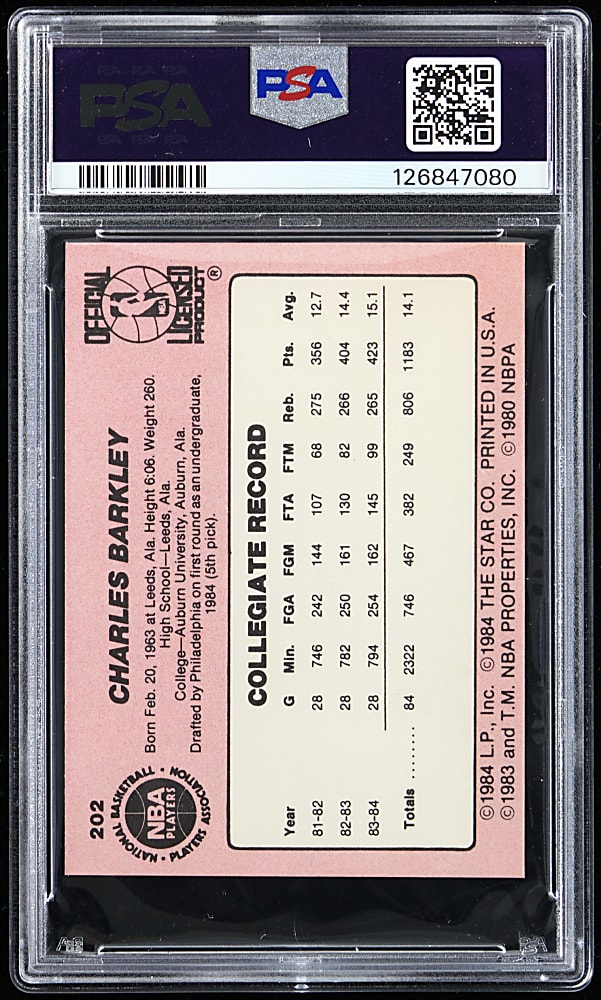 PSA
PSA
126847080
202
NATIONAL BASKETBALL
NBA
PLAYERS
PLAYERS ASSOCIATION
CHARLES BARKLEY
Born Feb. 20, 1963 at Leeds, Ala. Height 6:06. Weight 260.
High School—Leeds, Ala.
College—Auburn University, Auburn, Ala.
Drafted by Philadelphia on first round as an undergraduate,
1984 (5th pick).
OFFICIAL
NBA
LICENSED
PRODUCT ®
COLLEGIATE RECORD
Year G Min. FGA FGM FTA FTM Reb. Pts. Avg.
81-82 28 746 242 144 107 68 275 356 12.7
82-83 28 782 250 161 130 82 266 404 14.4
83-84 28 794 254 162 145 99 265 423 15.1
Totals ......... 84 2322 746 467 382 249 806 1183 14.1
©1984 L.P., Inc. ©1984 THE STAR CO. PRINTED IN U.S.A.
©1983 and T.M. NBA PROPERTIES, INC. ©1980 NBPA